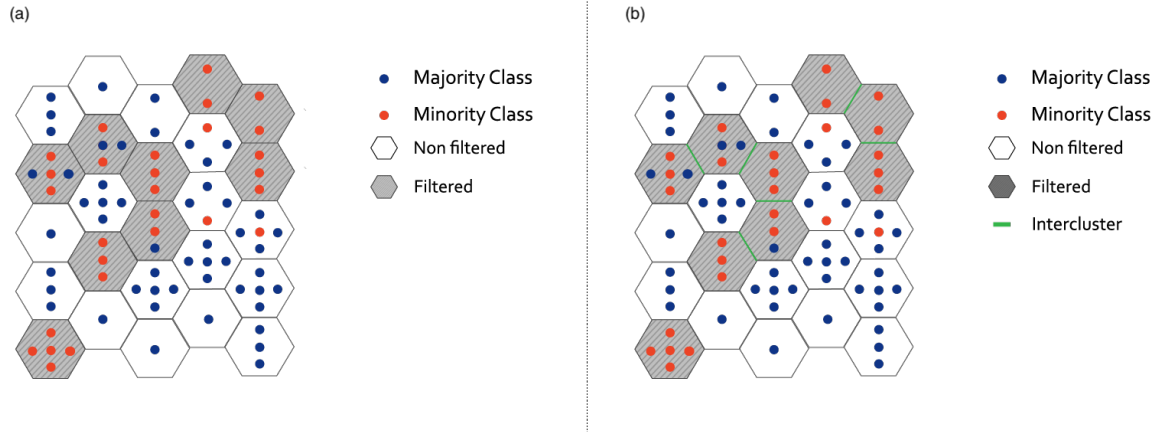 (a)
Majority Class
Minority Class
Non filtered
Filtered
(b)
Majority Class
Minority Class
Non filtered
Filtered
Intercluster